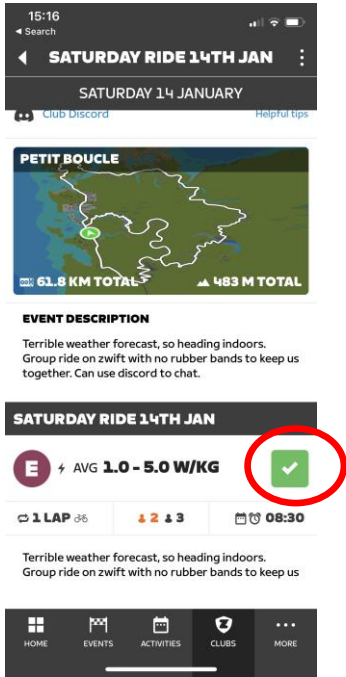 15:16
◄ Search
SATURDAY RIDE 14TH JAN
SATURDAY 14 JANUARY
Club Discord Helpful tips
PETIT BOUCLE
61.8 KM TOTAL 483 M TOTAL
EVENT DESCRIPTION
Terrible weather forecast, so heading indoors.
Group ride on zwift with no rubber bands to keep us
together. Can use discord to chat.
SATURDAY RIDE 14TH JAN
E AVG 1.0 - 5.0 W/KG
1 LAP 2 3 08:30
Terrible weather forecast, so heading indoors.
Group ride on zwift with no rubber bands to keep us
HOME EVENTS ACTIVITIES CLUBS MORE